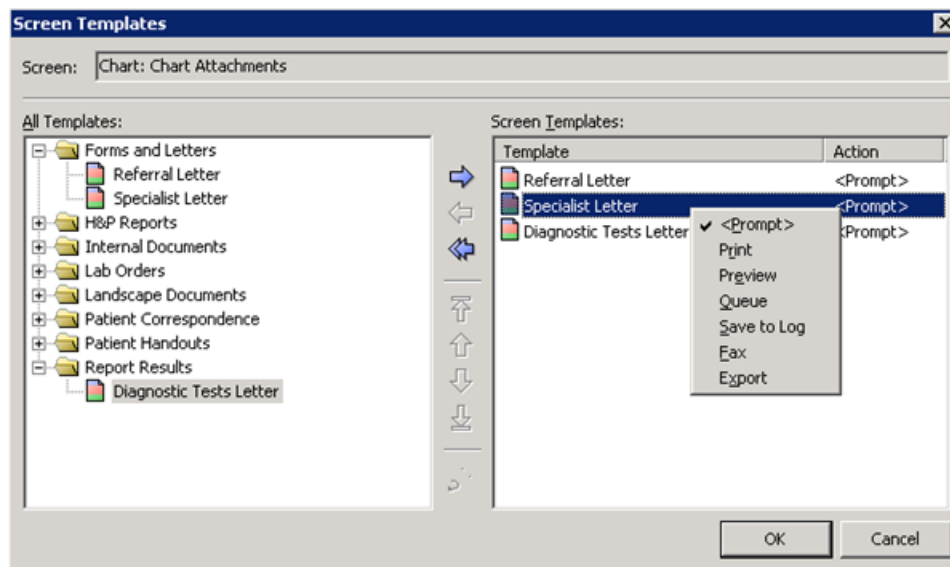 Screen Templates
Screen: Chart: Chart Attachments
All Templates:
Forms and Letters
Referral Letter
Specialist Letter
H&P Reports
Internal Documents
Lab Orders
Landscape Documents
Patient Correspondence
Patient Handouts
Report Results
Diagnostic Tests Letter
Screen Templates:
Template Action
Referral Letter <Prompt>
Specialist Letter <Prompt>
Diagnostic Tests Letter <Prompt>
<Prompt>
Print
Preview
Queue
Save to Log
Fax
Export
OK Cancel